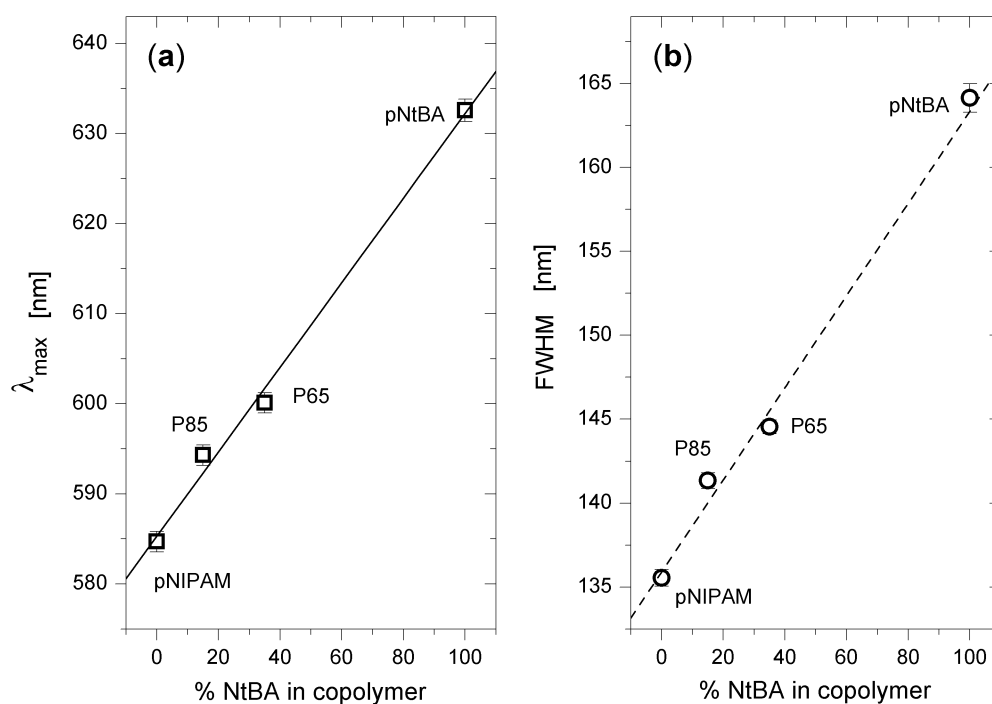 (a)
640
630
620
610
600
590
580
λmax [nm]
pNtBA
P65
P85
pNIPAM
0 20 40 60 80 100
% NtBA in copolymer
(b)
165
160
155
150
145
140
135
FWHM [nm]
pNtBA
P65
P85
pNIPAM
0 20 40 60 80 100
% NtBA in copolymer